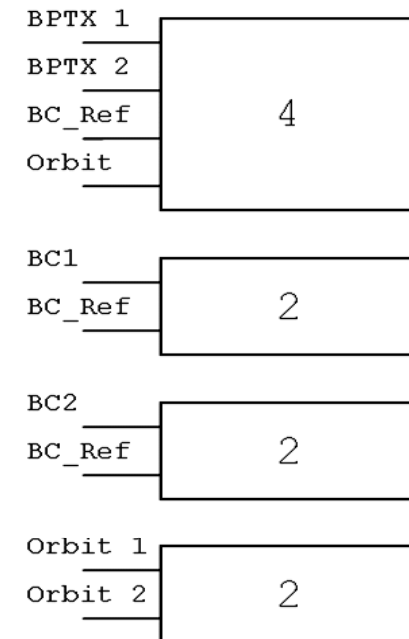 BPTX 1
BPTX 2
BC_Ref
Orbit
4
BC1
BC_Ref
2
BC2
BC_Ref
2
Orbit 1
Orbit 2
2